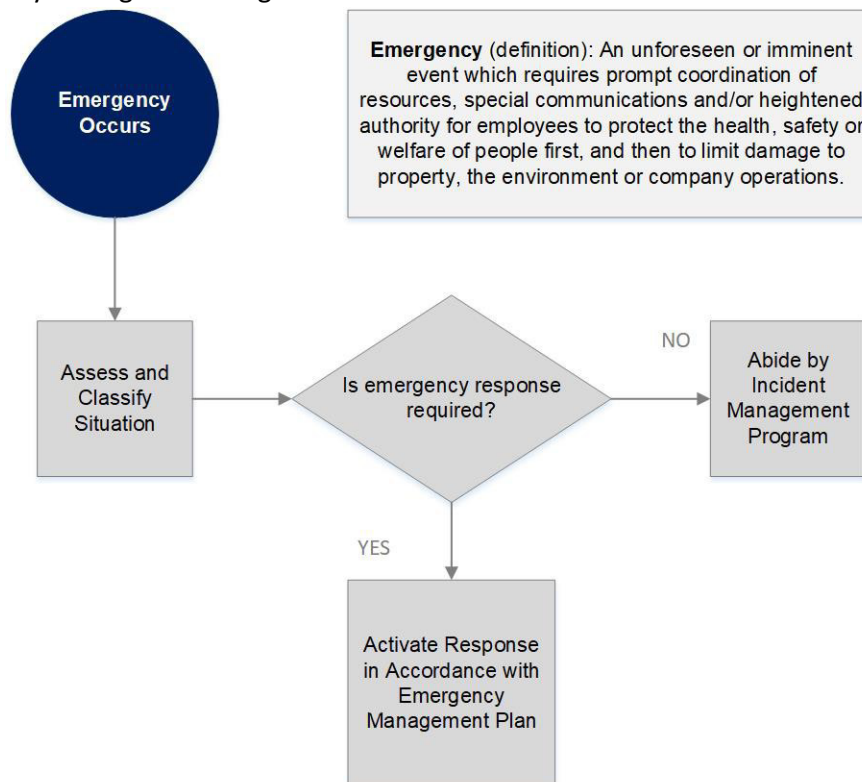 Emergency
Occurs
Emergency (definition): An unforeseen or imminent
event which requires prompt coordination of
resources, special communications and/or heightened
authority for employees to protect the health, safety or
welfare of people first, and then to limit damage to
property, the environment or company operations.
Assess and
Classify
Situation
Is emergency response
required?
NO
Abide by
Incident
Management
Program
YES
Activate Response
in Accordance with
Emergency
Management Plan